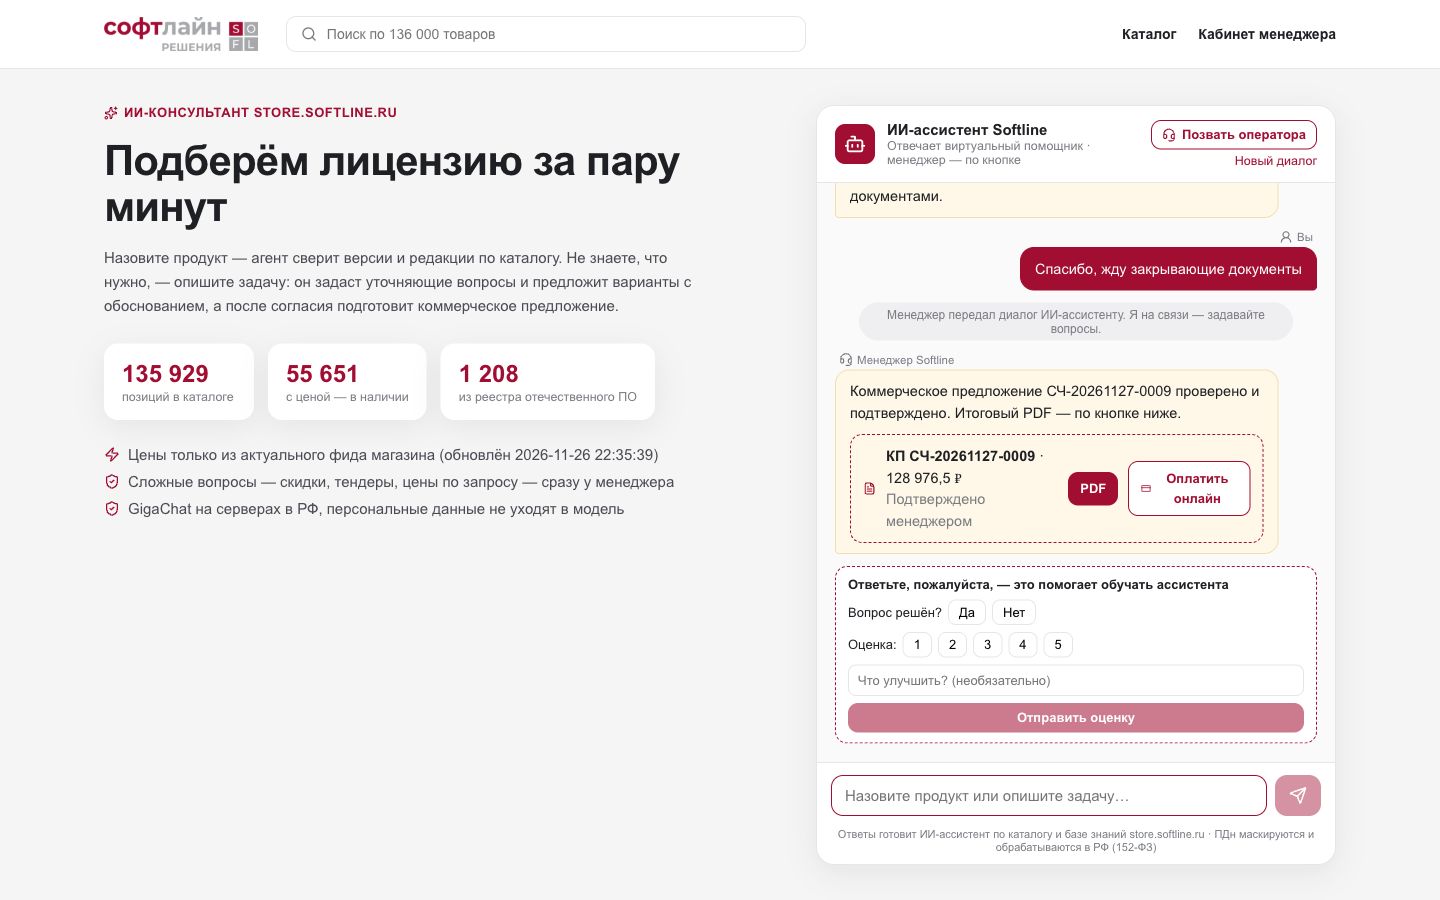 софтлайн
РЕШЕНИЯ
S O
F L
Поиск по 136 000 товаров
Каталог
Кабинет менеджера
ИИ-КОНСУЛЬТАНТ STORE.SOFTLINE.RU
Подберём лицензию за пару
минут
Назовите продукт — агент сверит версии и редакции по каталогу. Не знаете, что
нужно, — опишите задачу: он задаст уточняющие вопросы и предложит варианты с
обоснованием, а после согласия подготовит коммерческое предложение.
135 929
позиций в каталоге
55 651
с ценой — в наличии
1 208
из реестра отечественного ПО
Цены только из актуального фида магазина (обновлён 2026-11-26 22:35:39)
Сложные вопросы — скидки, тендеры, цены по запросу — сразу у менеджера
GigaChat на серверах в РФ, персональные данные не уходят в модель
ИИ-ассистент Softline
Отвечает виртуальный помощник ·
менеджер — по кнопке
Позвать оператора
Новый диалог
документами.
Вы
Спасибо, жду закрывающие документы
Менеджер передал диалог ИИ-ассистенту. Я на связи — задавайте
вопросы.
Менеджер Softline
Коммерческое предложение СЧ-20261127-0009 проверено и
подтверждено. Итоговый PDF — по кнопке ниже.
КП СЧ-20261127-0009 ·
128 976,5 ₽
Подтверждено
менеджером
PDF
Оплатить
онлайн
Ответьте, пожалуйста, — это помогает обучать ассистента
Вопрос решён? Да Нет
Оценка: 1 2 3 4 5
Что улучшить? (необязательно)
Отправить оценку
Назовите продукт или опишите задачу…
Ответы готовит ИИ-ассистент по каталогу и базе знаний store.softline.ru · ПДн маскируются и
обрабатываются в РФ (152-ФЗ)